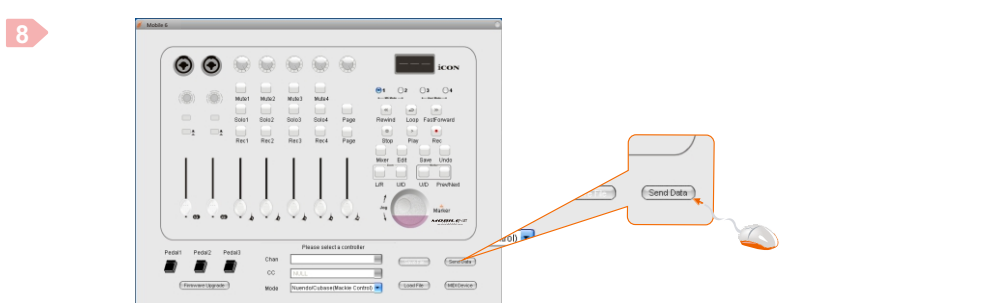 8
Mobile 6
iCON
1 2 3 4
Mute1 Mute2 Mute3 Mute4
Solo1 Solo2 Solo3 Solo4 Page
Rewind Loop FastForward
Rec1 Rec2 Rec3 Rec4 Page
Stop Play Rec
Mixer Edit Save Undo
L/R U/D U/D Prev/Next
Jog
Marker
Send Data
rol)
Pedal1 Pedal2 Pedal3
Please select a controller
Chan
Send Data
CC NULL
Firmware Upgrade
Mode Nuendo/Cubase(Mackie Control)
Load File MIDI Device